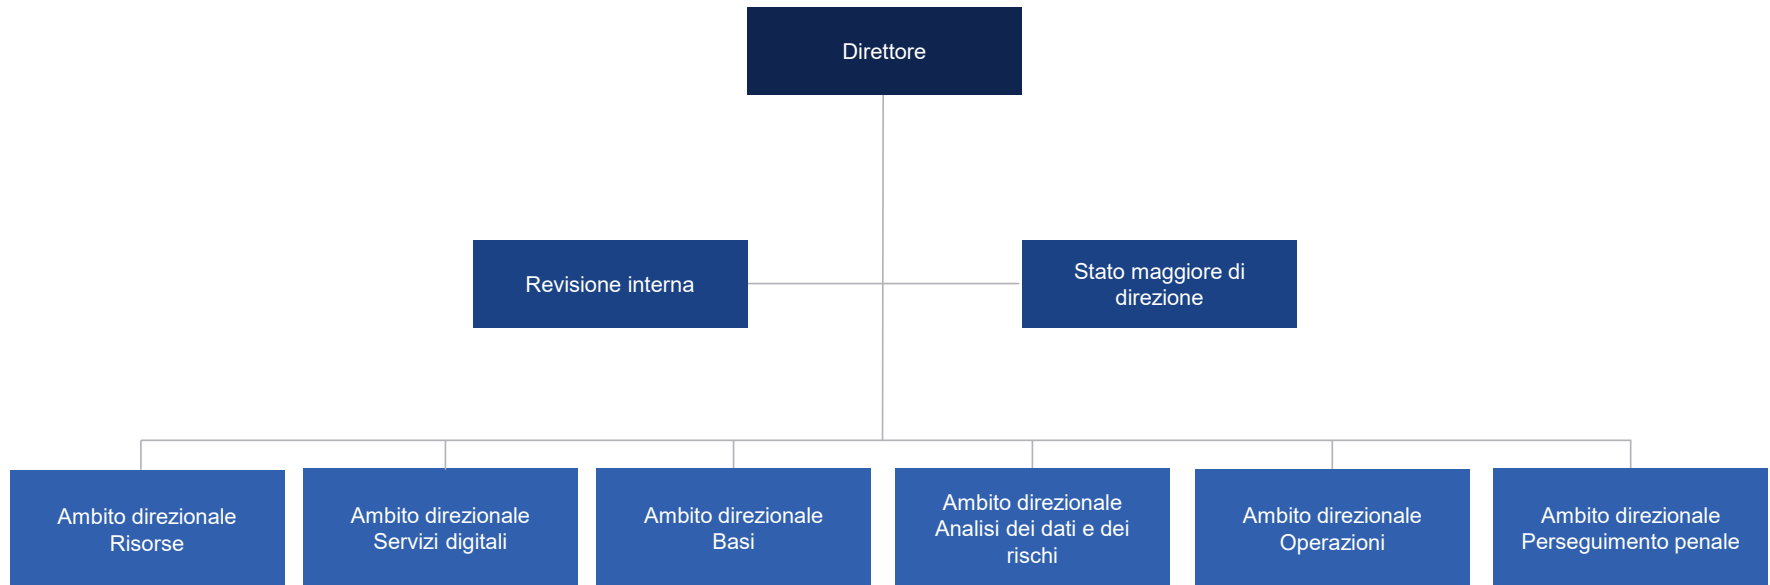 Direttore
Revisione interna
Stato maggiore di
direzione
Ambito direzionale
Risorse
Ambito direzionale
Servizi digitali
Ambito direzionale
Basi
Ambito direzionale
Analisi dei dati e dei
rischi
Ambito direzionale
Operazioni
Ambito direzionale
Perseguimento penale